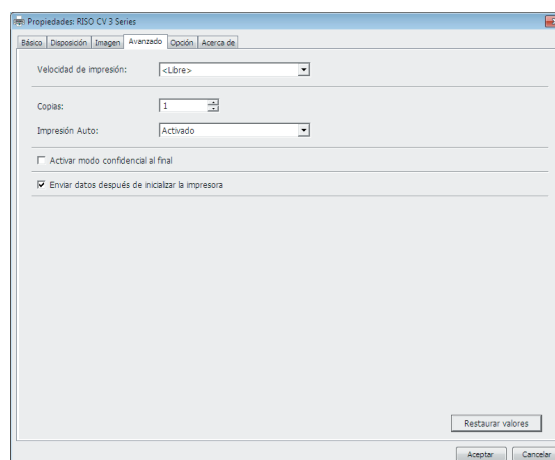 Propiedades: RISO CV 3 Series
Básico Disposición Imagen Avanzado Opción Acerca de
Velocidad de impresión: <Libre>
Copias: 1
Impresión Auto: Activado
Activar modo confidencial al final
Enviar datos después de inicializar la impresora
Restaurar valores
Aceptar Cancelar